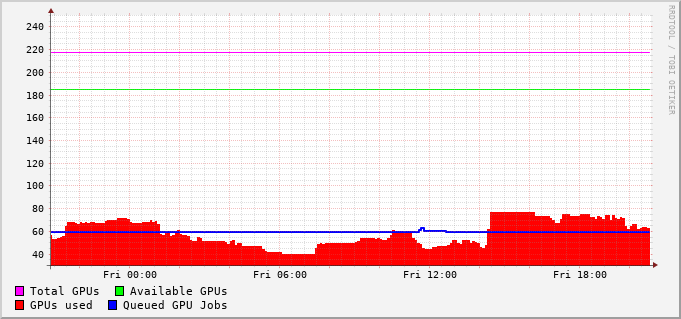 RRDTOOL / TOBI OETIKER
240
220
200
180
160
140
120
100
80
60
40
Fri 00:00 Fri 06:00 Fri 12:00 Fri 18:00
Total GPUs Available GPUs
GPUs used Queued GPU Jobs